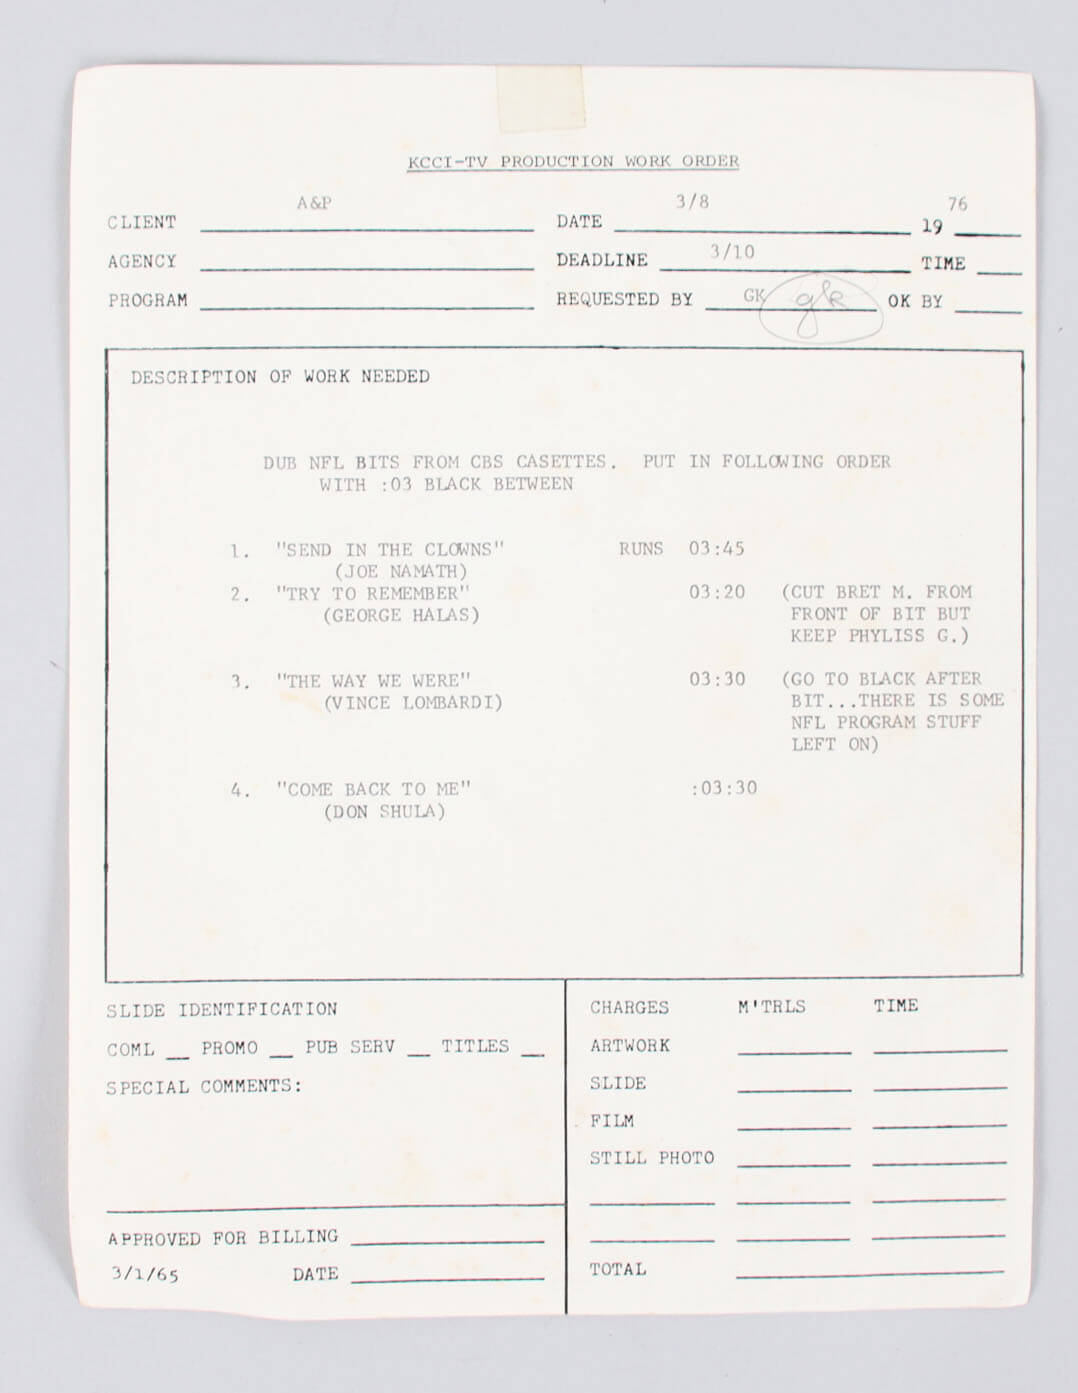 KCCI-TV PRODUCTION WORK ORDER
CLIENT A&P DATE 3/8 19 76
AGENCY DEADLINE 3/10 TIME
PROGRAM REQUESTED BY GK gk OK BY
DESCRIPTION OF WORK NEEDED
DUB NFL BITS FROM CBS CASETTES. PUT IN FOLLOWING ORDER
WITH :03 BLACK BETWEEN
1. "SEND IN THE CLOWNS" RUNS 03:45
(JOE NAMATH)
2. "TRY TO REMEMBER" 03:20 (CUT BRET M. FROM
(GEORGE HALAS) FRONT OF BIT BUT
KEEP PHYLISS G.)
3. "THE WAY WE WERE" 03:30 (GO TO BLACK AFTER
(VINCE LOMBARDI) BIT...THERE IS SOME
NFL PROGRAM STUFF
LEFT ON)
4. "COME BACK TO ME" :03:30
(DON SHULA)
SLIDE IDENTIFICATION
COML __ PROMO __ PUB SERV __ TITLES __
SPECIAL COMMENTS:
APPROVED FOR BILLING
3/1/65 DATE
CHARGES M'TRLS TIME
ARTWORK
SLIDE
FILM
STILL PHOTO
TOTAL